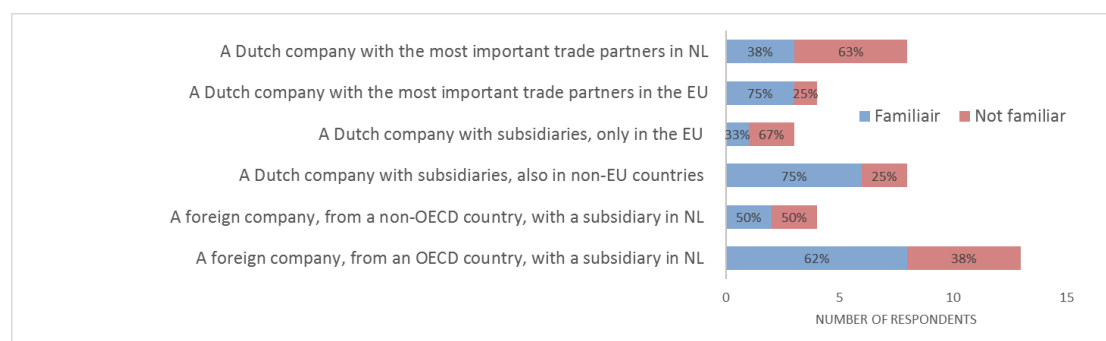 A Dutch company with the most important trade partners in NL 38% 63%
A Dutch company with the most important trade partners in the EU 75% 25%
Familiair Not familiar
A Dutch company with subsidiaries, only in the EU 33% 67%
A Dutch company with subsidiaries, also in non-EU countries 75% 25%
A foreign company, from a non-OECD country, with a subsidiary in NL 50% 50%
A foreign company, from an OECD country, with a subsidiary in NL 62% 38%
0 5 10 15
NUMBER OF RESPONDENTS